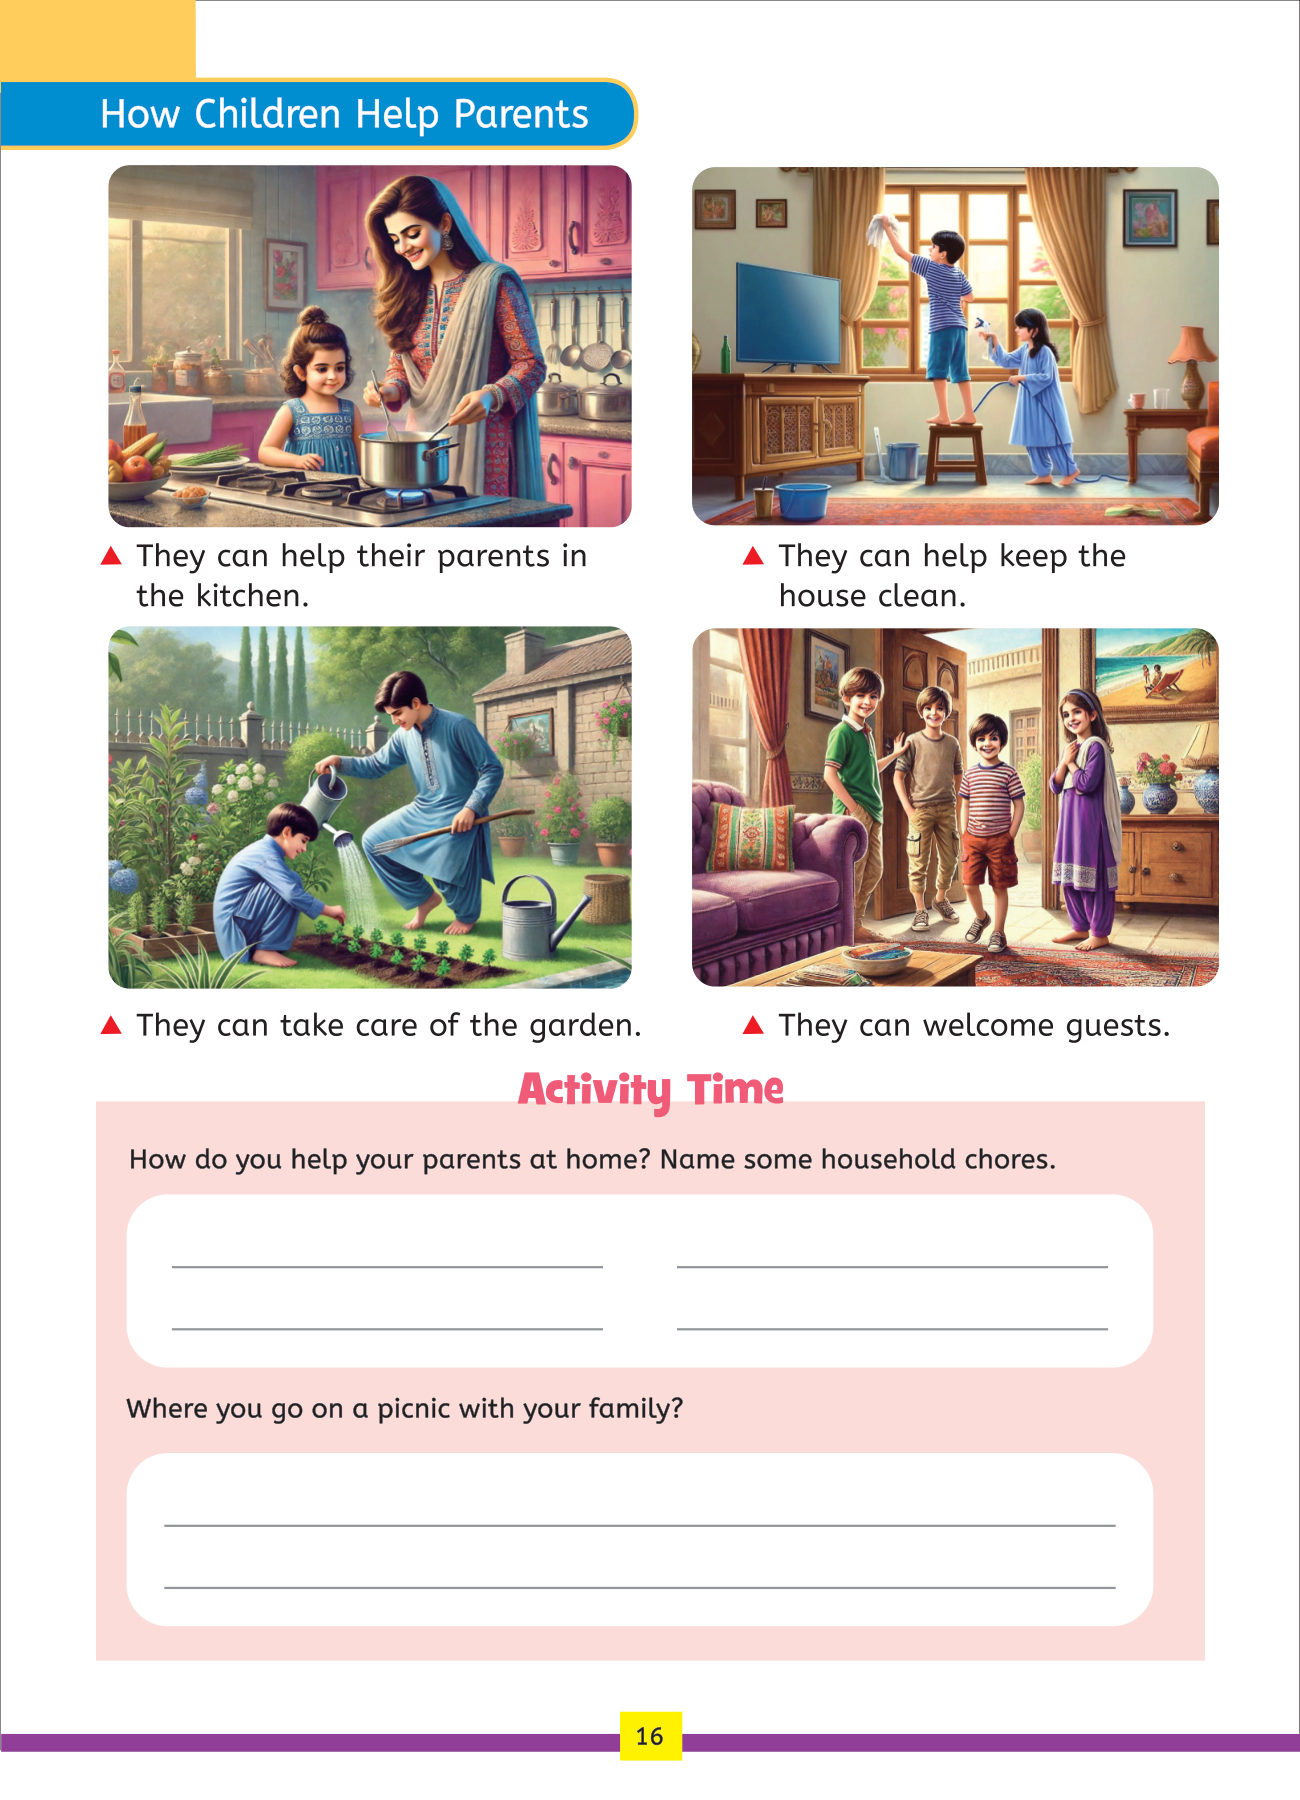 How Children Help Parents
▲ They can help their parents in
the kitchen.
▲ They can help keep the
house clean.
▲ They can take care of the garden.
▲ They can welcome guests.
Activity Time
How do you help your parents at home? Name some household chores.
Where you go on a picnic with your family?
16